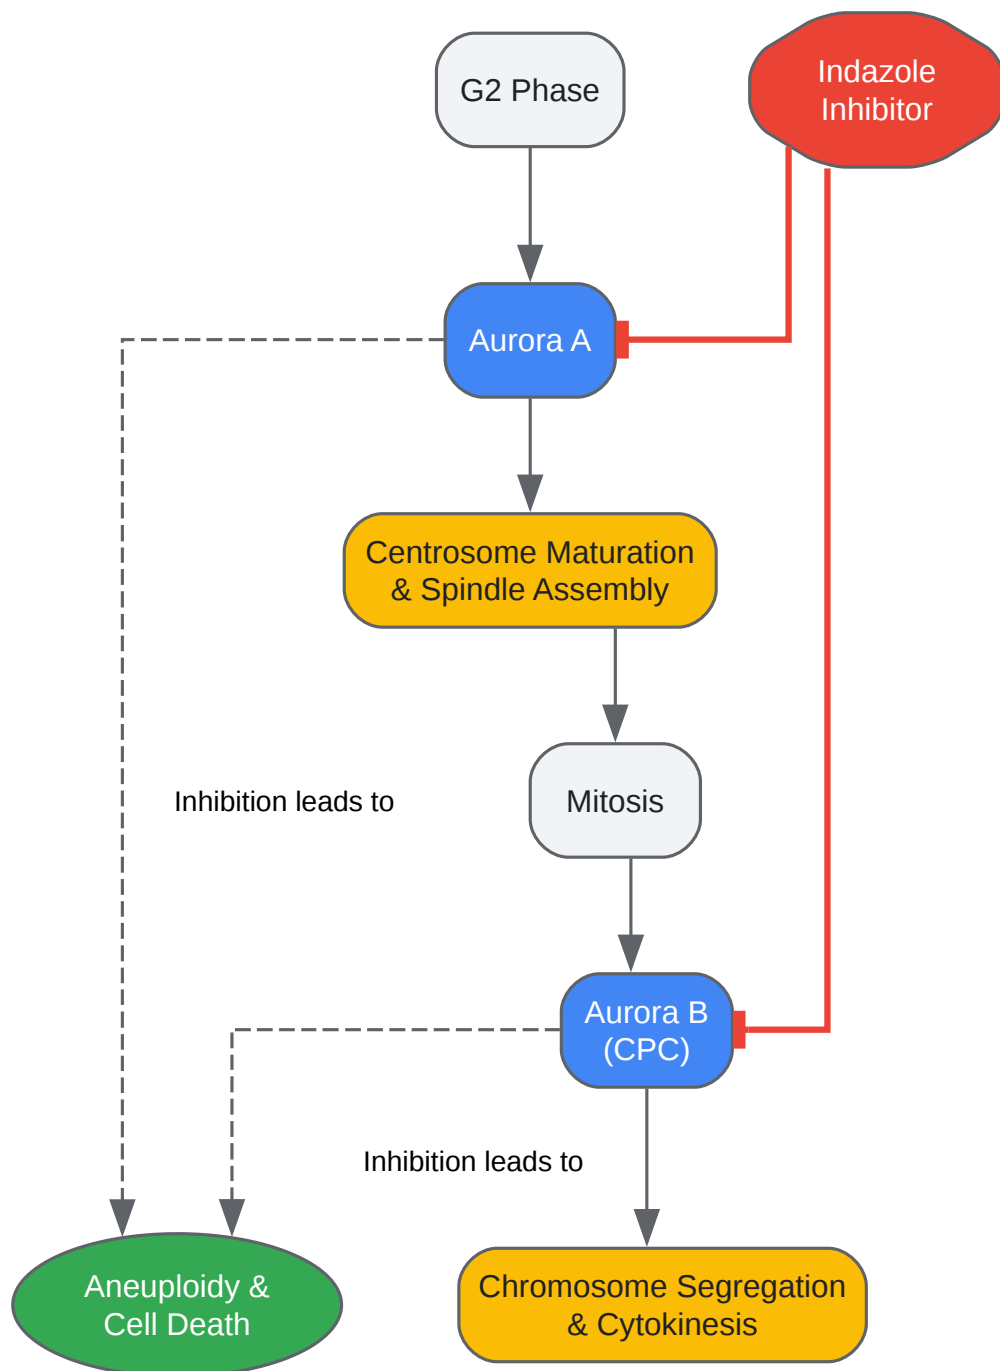 G2 Phase
Indazole
Inhibitor
Aurora A
Centrosome Maturation
& Spindle Assembly
Inhibition leads to
Mitosis
Aurora B
(CPC)
Inhibition leads to
Aneuploidy &
Cell Death
Chromosome Segregation
& Cytokinesis